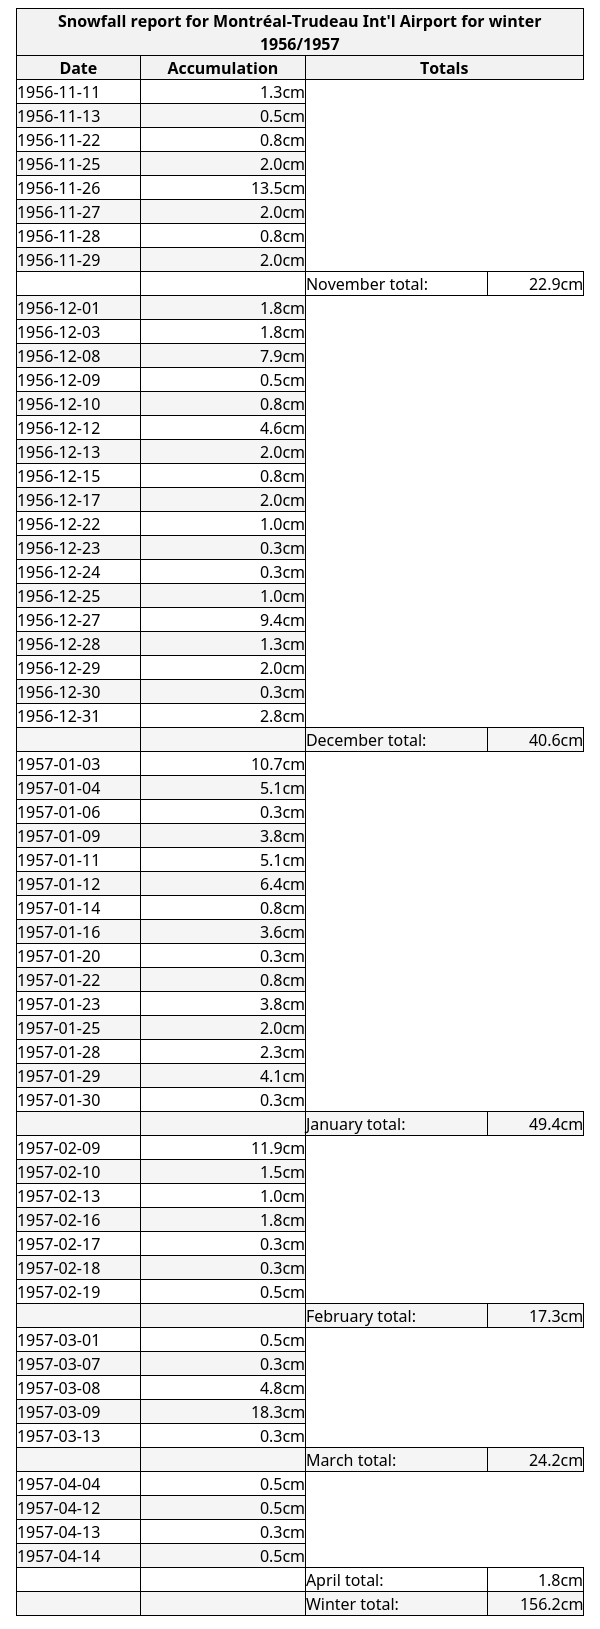 Snowfall report for Montréal-Trudeau Int'l Airport for winter
1956/1957
Date Accumulation Totals
1956-11-11 1.3cm
1956-11-13 0.5cm
1956-11-22 0.8cm
1956-11-25 2.0cm
1956-11-26 13.5cm
1956-11-27 2.0cm
1956-11-28 0.8cm
1956-11-29 2.0cm
November total: 22.9cm
1956-12-01 1.8cm
1956-12-03 1.8cm
1956-12-08 7.9cm
1956-12-09 0.5cm
1956-12-10 0.8cm
1956-12-12 4.6cm
1956-12-13 2.0cm
1956-12-15 0.8cm
1956-12-17 2.0cm
1956-12-22 1.0cm
1956-12-23 0.3cm
1956-12-24 0.3cm
1956-12-25 1.0cm
1956-12-27 9.4cm
1956-12-28 1.3cm
1956-12-29 2.0cm
1956-12-30 0.3cm
1956-12-31 2.8cm
December total: 40.6cm
1957-01-03 10.7cm
1957-01-04 5.1cm
1957-01-06 0.3cm
1957-01-09 3.8cm
1957-01-11 5.1cm
1957-01-12 6.4cm
1957-01-14 0.8cm
1957-01-16 3.6cm
1957-01-20 0.3cm
1957-01-22 0.8cm
1957-01-23 3.8cm
1957-01-25 2.0cm
1957-01-28 2.3cm
1957-01-29 4.1cm
1957-01-30 0.3cm
January total: 49.4cm
1957-02-09 11.9cm
1957-02-10 1.5cm
1957-02-13 1.0cm
1957-02-16 1.8cm
1957-02-17 0.3cm
1957-02-18 0.3cm
1957-02-19 0.5cm
February total: 17.3cm
1957-03-01 0.5cm
1957-03-07 0.3cm
1957-03-08 4.8cm
1957-03-09 18.3cm
1957-03-13 0.3cm
March total: 24.2cm
1957-04-04 0.5cm
1957-04-12 0.5cm
1957-04-13 0.3cm
1957-04-14 0.5cm
April total: 1.8cm
Winter total: 156.2cm